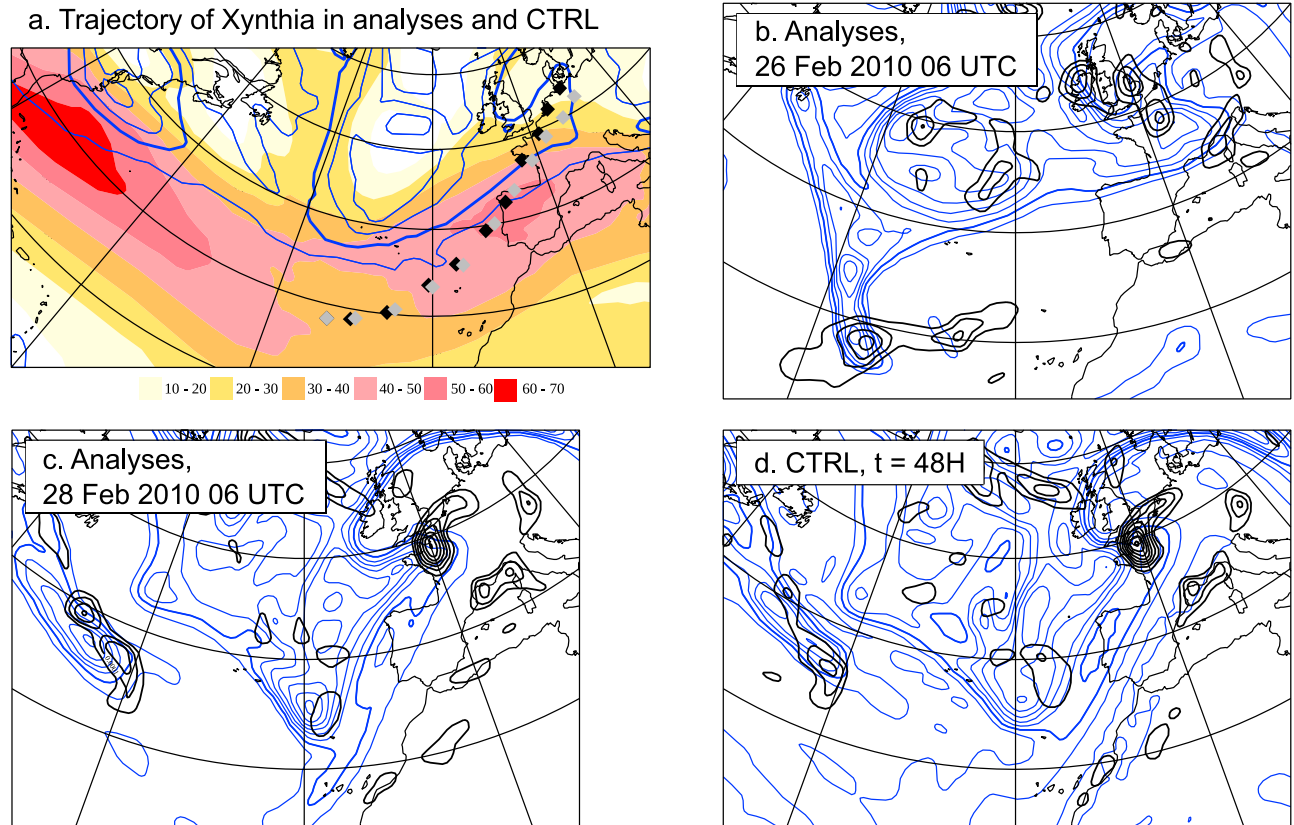 a. Trajectory of Xynthia in analyses and CTRL
b. Analyses,
26 Feb 2010 06 UTC
10 - 20
20 - 30
30 - 40
40 - 50
50 - 60
60 - 70
c. Analyses,
28 Feb 2010 06 UTC
d. CTRL, t = 48H